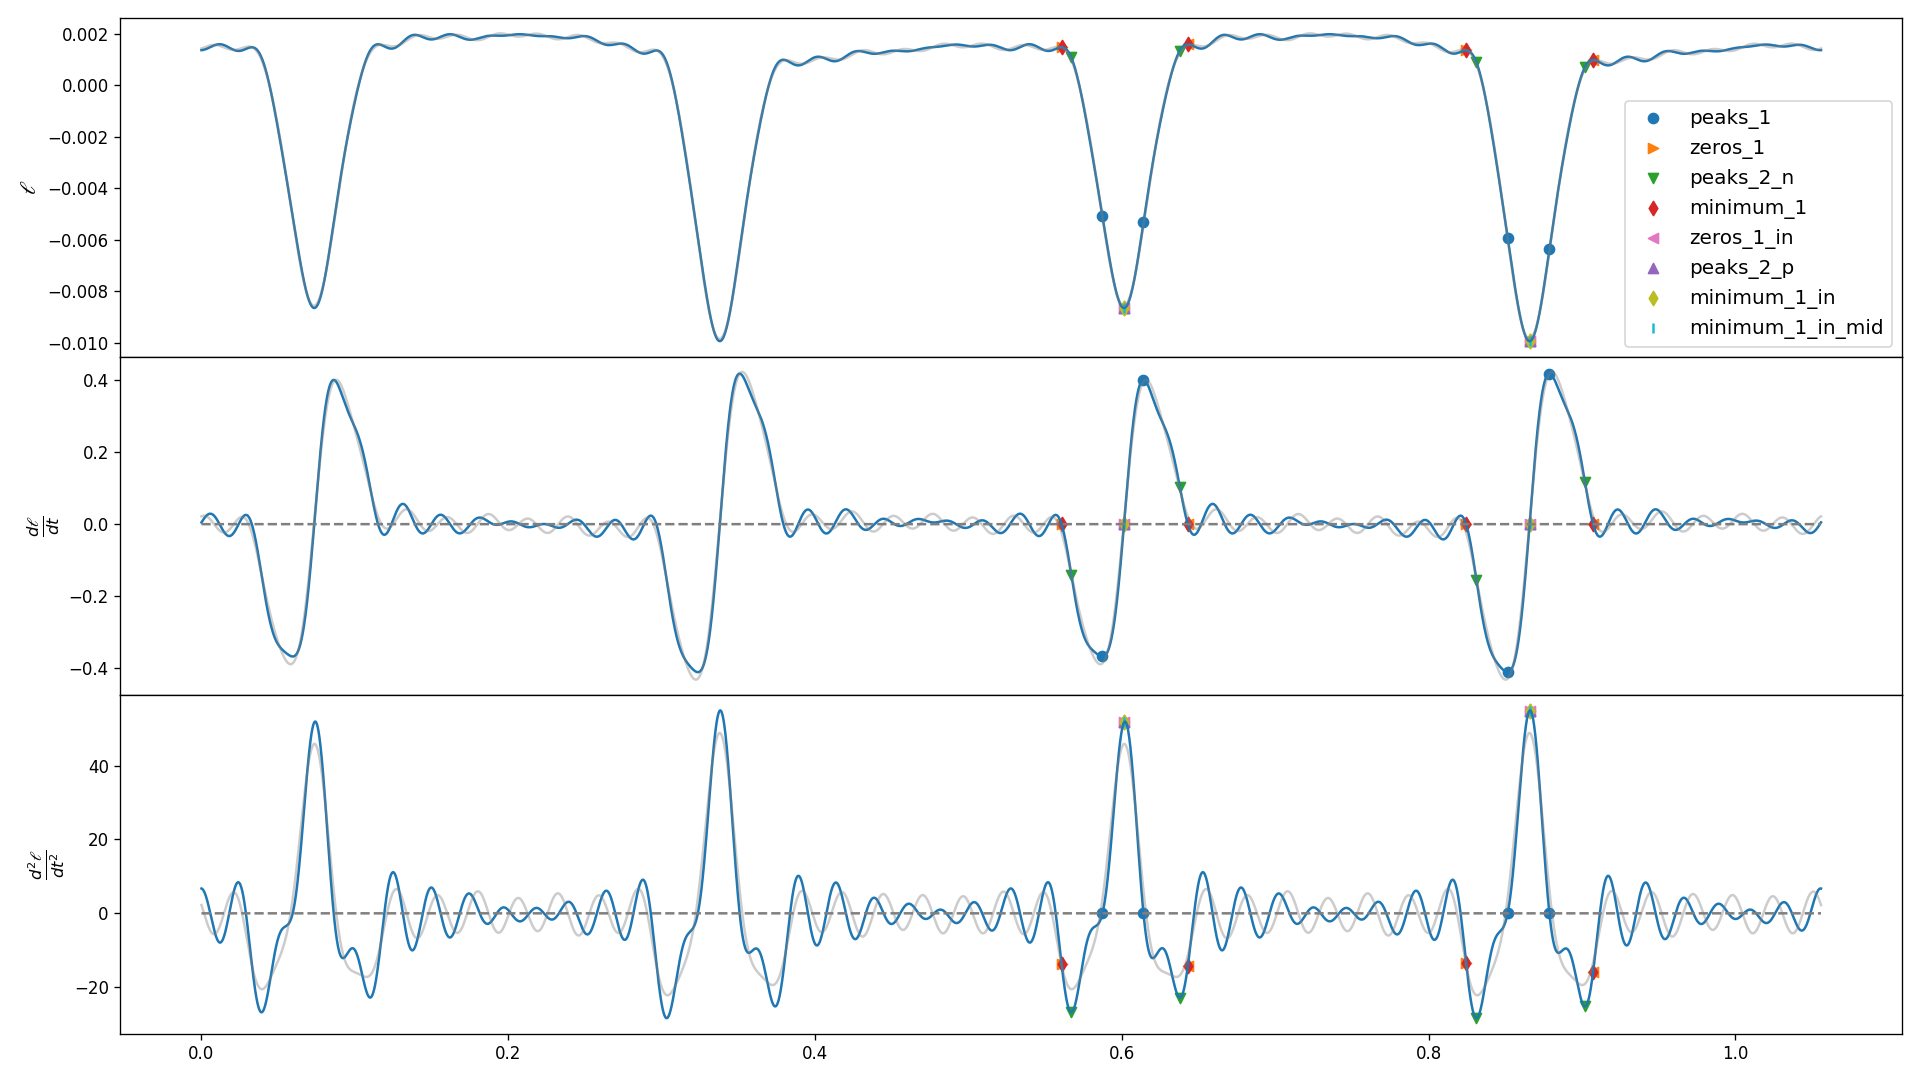 0.002
0.000
−0.002
−0.004
−0.006
−0.008
−0.010
ℓ
peaks_1
zeros_1
peaks_2_n
minimum_1
zeros_1_in
peaks_2_p
minimum_1_in
minimum_1_in_mid
0.4
0.2
0.0
−0.2
−0.4
dℓ
dt
40
20
0
−20
d²ℓ
dt²
0.0 0.2 0.4 0.6 0.8 1.0